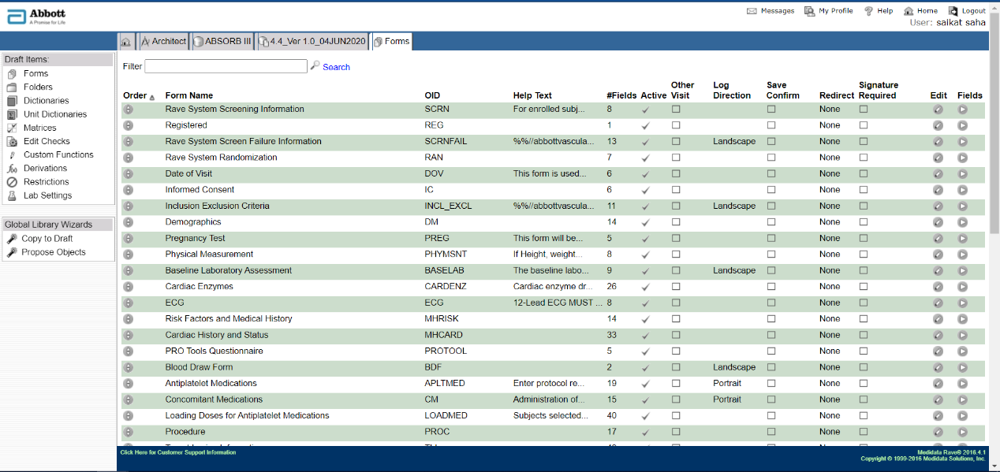 Abbott
A Promise for Life
Messages My Profile Help Home Logout
User: saikat saha
Architect ABSORB III 4.4_Ver 1.0_04JUN2020 Forms
Draft Items:
Forms
Folders
Dictionaries
Unit Dictionaries
Matrices
Edit Checks
Custom Functions
Derivations
Restrictions
Lab Settings
Global Library Wizards
Copy to Draft
Propose Objects
Filter Search
Order Form Name OID Help Text #Fields Active Other Visit Log Direction Save Confirm Redirect Signature Required Edit Fields
Rave System Screening Information SCRN For enrolled subj... 8 None
Registered REG 1 None
Rave System Screen Failure Information SCRNFAIL %%//abbottvascula... 13 Landscape None
Rave System Randomization RAN 7 None
Date of Visit DOV This form is used... 6 None
Informed Consent IC 6 None
Inclusion Exclusion Criteria INCL_EXCL %%//abbottvascula... 11 Landscape None
Demographics DM 14 None
Pregnancy Test PREG This form will be... 5 None
Physical Measurement PHYMSNT If Height, weight... 8 None
Baseline Laboratory Assessment BASELAB The baseline labo... 9 Landscape None
Cardiac Enzymes CARDENZ Cardiac enzyme dr... 26 None
ECG ECG 12-Lead ECG MUST ... 8 None
Risk Factors and Medical History MHRISK 14 None
Cardiac History and Status MHCARD 33 None
PRO Tools Questionnaire PROTOOL 5 None
Blood Draw Form BDF 2 Landscape None
Antiplatelet Medications APLTMED Enter protocol re... 19 Portrait None
Concomitant Medications CM Administration of... 15 Portrait None
Loading Doses for Antiplatelet Medications LOADMED Subjects selected... 40 None
Procedure PROC 17 None
Click Here for Customer Support Information
Medidata Rave® 2016.4.1
Copyright © 1999-2016 Medidata Solutions, Inc.